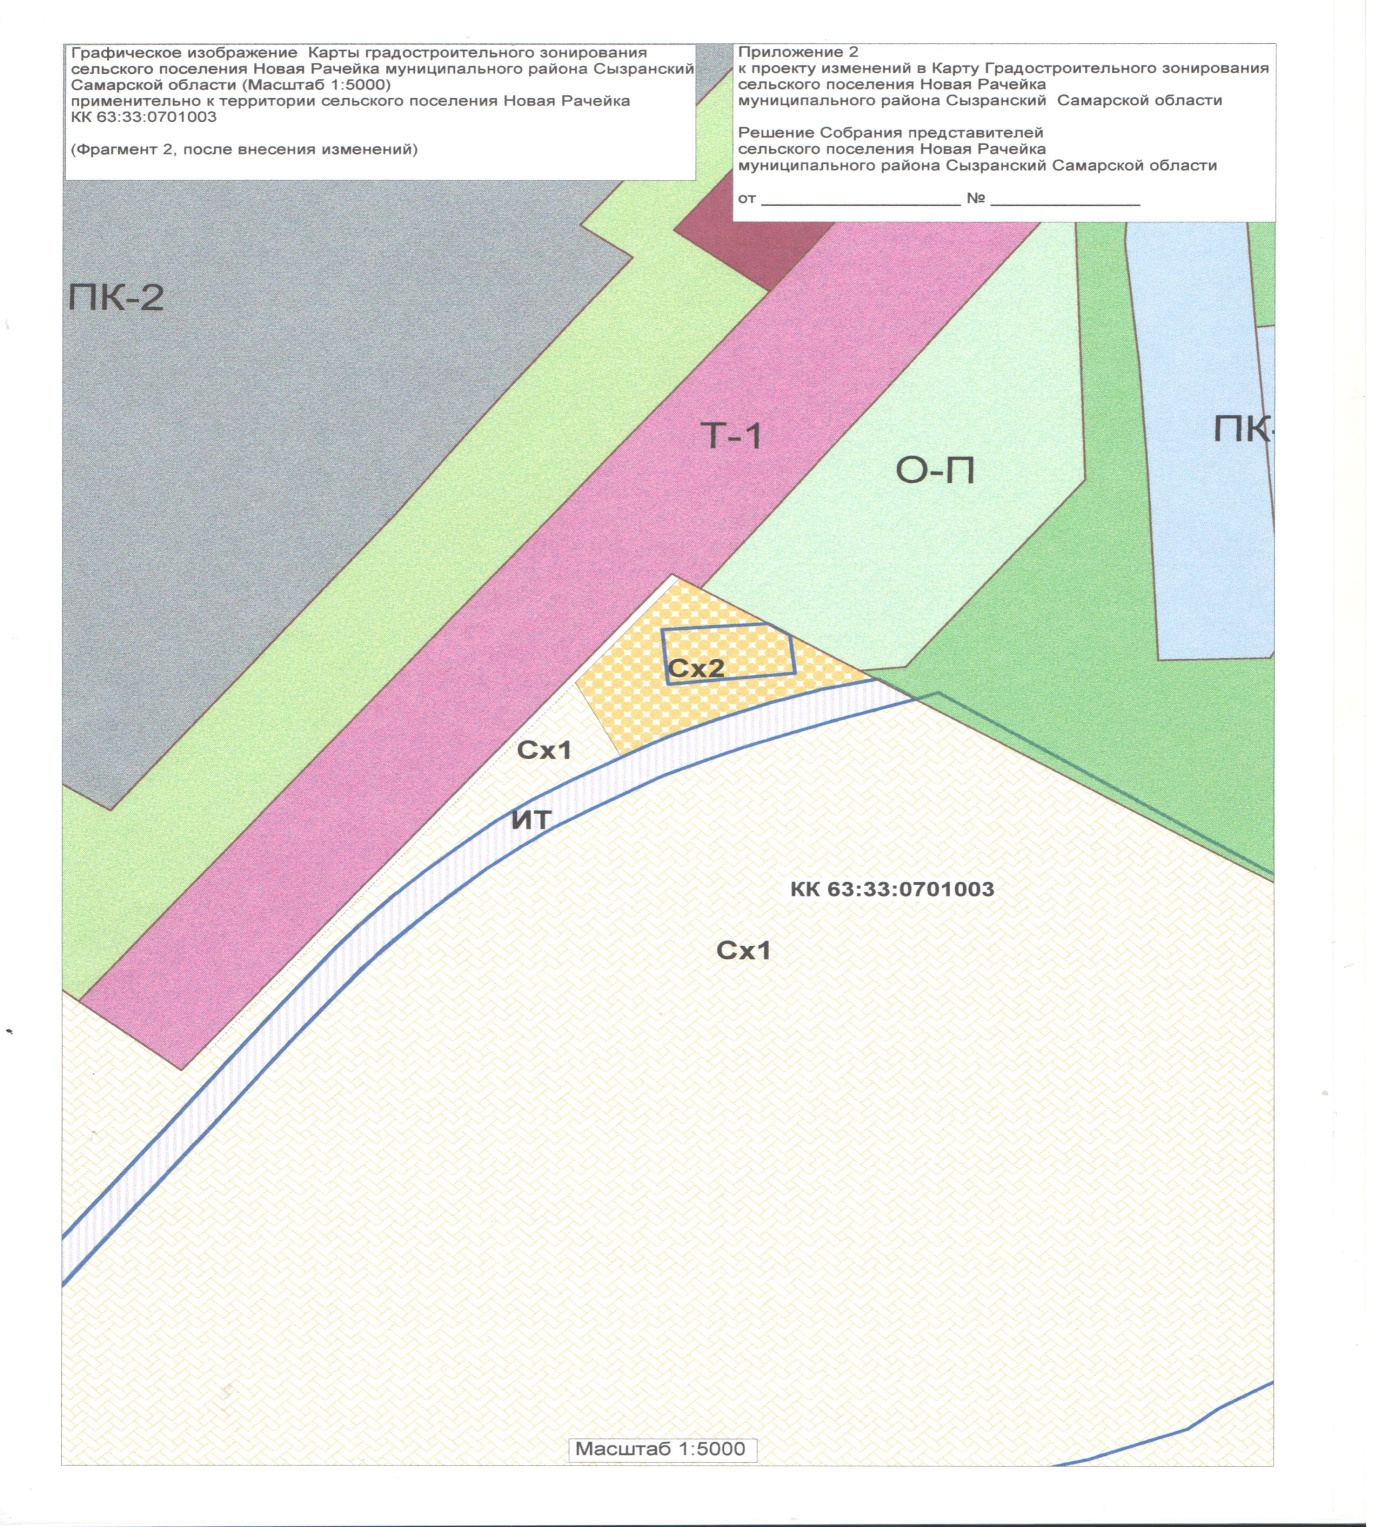 Графическое изображение Карты градостроительного зонирования
сельского поселения Новая Рачейка муниципального района Сызранский
Самарской области (Масштаб 1:5000)
применительно к территории сельского поселения Новая Рачейка
КК 63:33:0701003
(Фрагмент 2, после внесения изменений)
Приложение 2
к проекту изменений в Карту Градостроительного зонирования
сельского поселения Новая Рачейка
муниципального района Сызранский Самарской области
Решение Собрания представителей
сельского поселения Новая Рачейка
муниципального района Сызранский Самарской области
от ______________________ № ________________
ПК-2
Т-1
О-П
ПК-
Сх2
Сх1
ИТ
КК 63:33:0701003
Сх1
Масштаб 1:5000